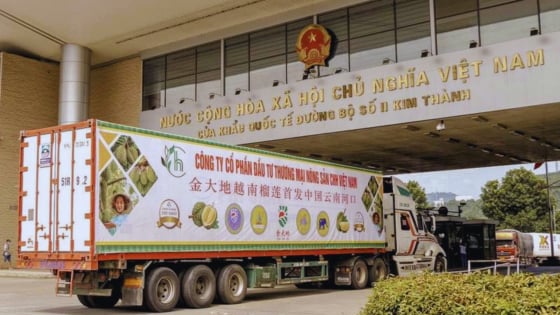 NƯỚC CỘNG HÒA XÃ HỘI CHỦ NGHĨA VIỆT NAM
CỬA KHẨU QUỐC TẾ ĐƯỜNG BỘ SỐ II KIM THÀNH
CÔNG TY CỔ PHẦN ĐẦU TƯ THƯƠNG MẠI NÔNG SẢN CHH VIỆT NAM
金大地越南榴莲首发中国云南河口